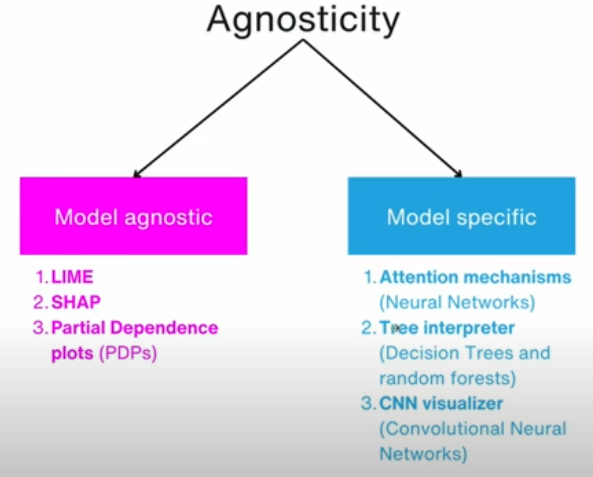 Agnosticity
Model agnostic
1. LIME
2. SHAP
3. Partial Dependence
plots (PDPs)
Model specific
1. Attention mechanisms
(Neural Networks)
2. Tree interpreter
(Decision Trees and
random forests)
3. CNN visualizer
(Convolutional Neural
Networks)